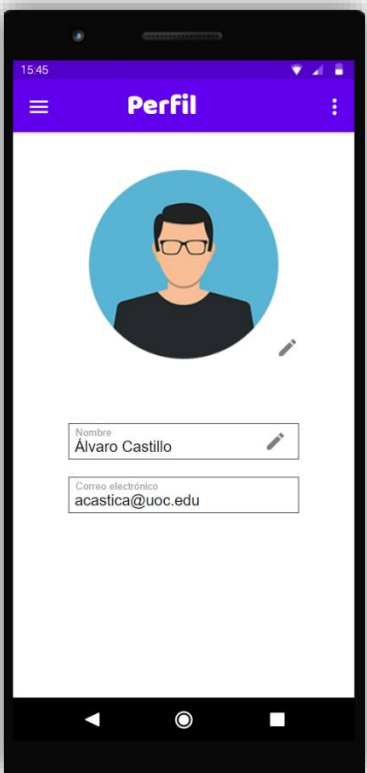 15:45
Perfil
Nombre
Álvaro Castillo
Correo electrónico
acastica@uoc.edu